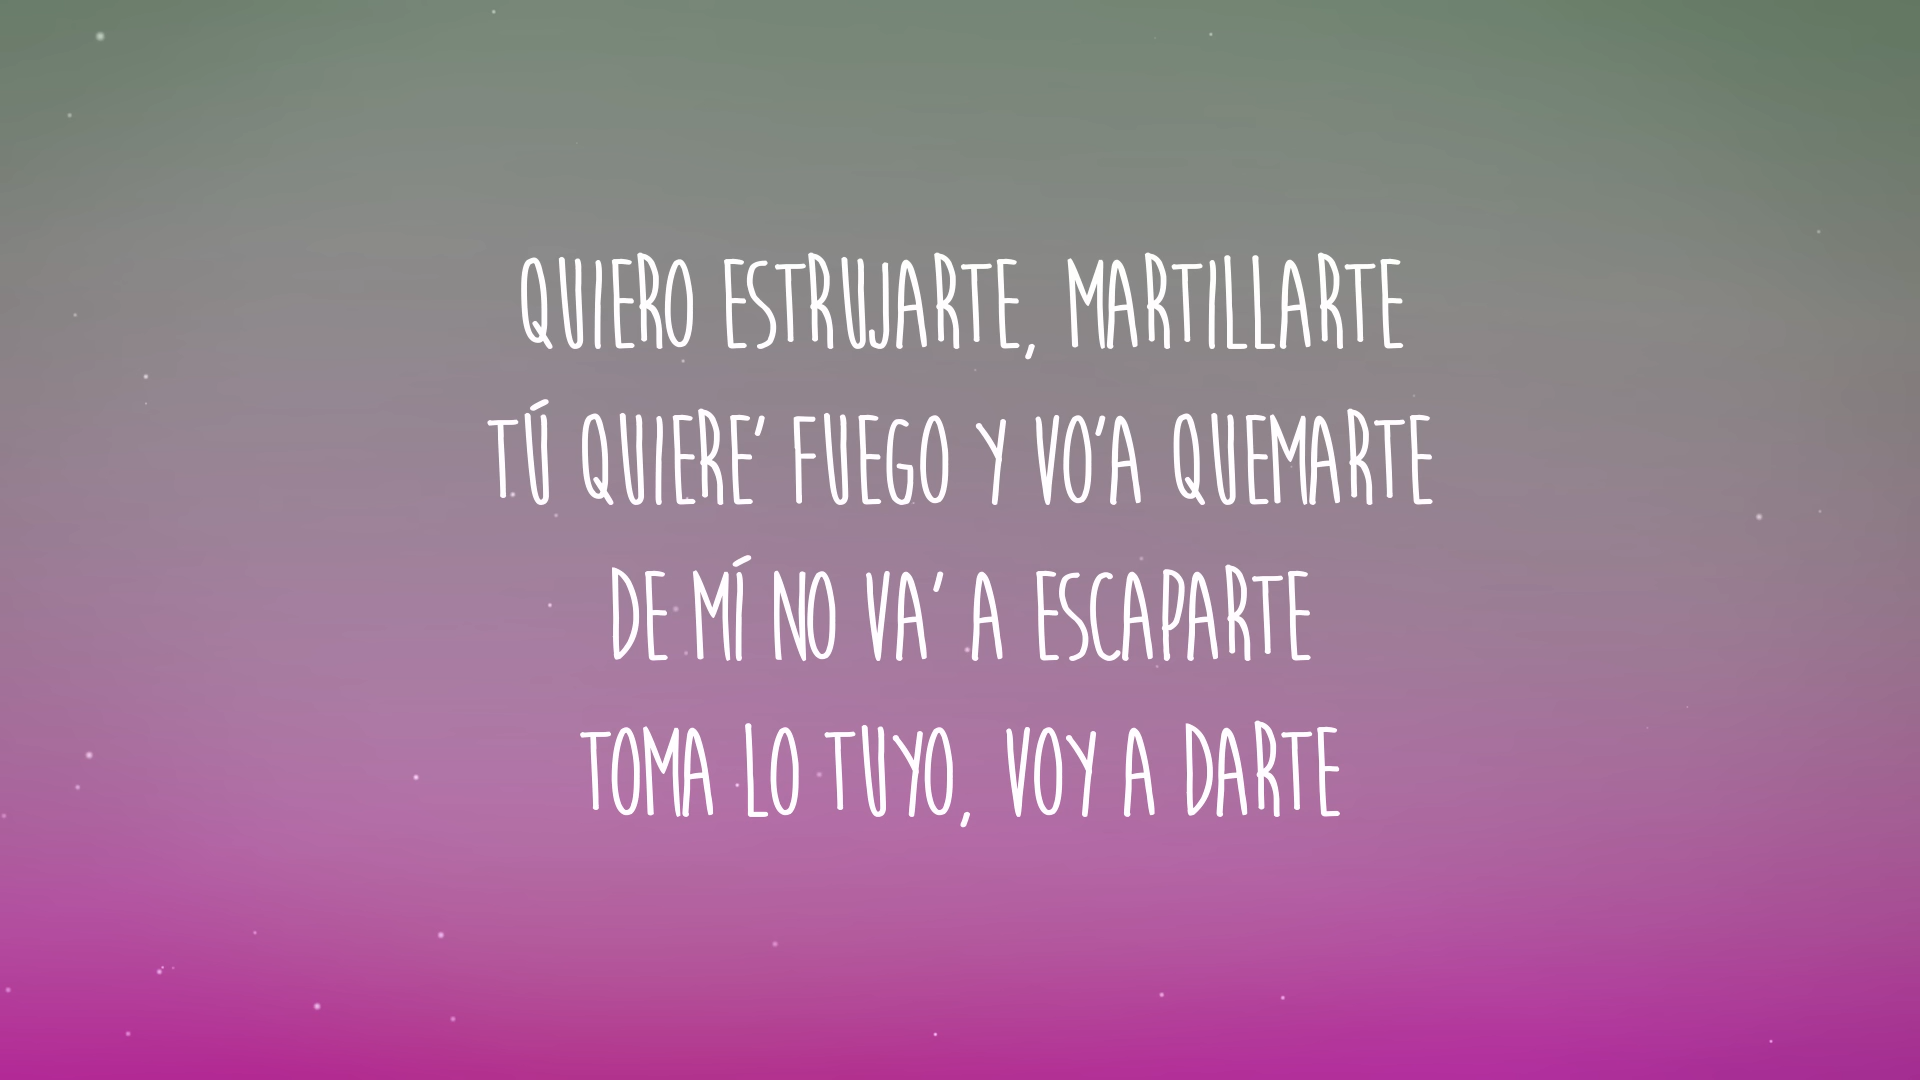 QUIERO ESTRUJARTE, MARTILLARTE
TÚ QUIERE' FUEGO Y VO'A QUEMARTE
DE MÍ NO VA' A ESCAPARTE
TOMA LO TUYO, VOY A DARTE